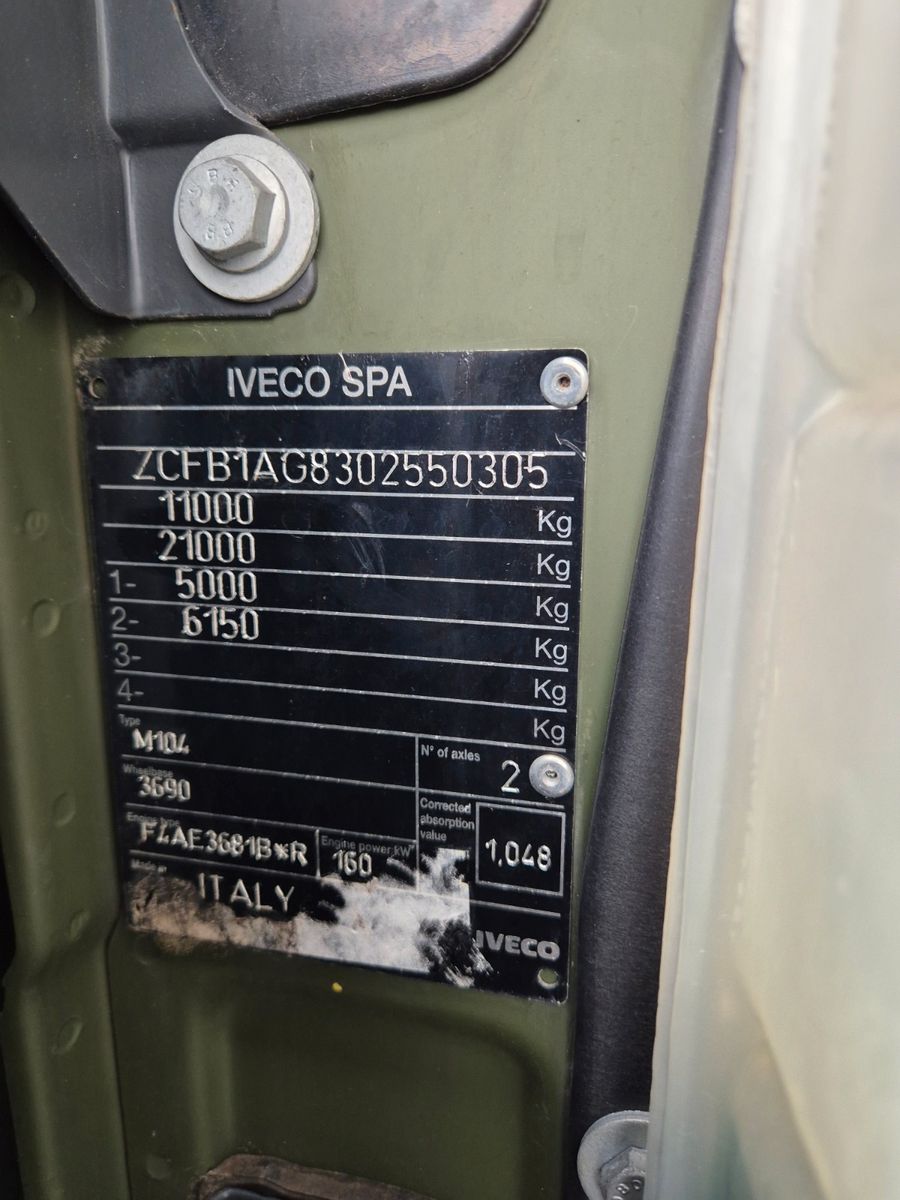 IVECO SPA
ZCFB1AG8302550305
11000 Kg
21000 Kg
1- 5000 Kg
2- 6150 Kg
3- Kg
4- Kg
Type
M104
N° of axles 2
Wheelbase
3690
Corrected absorption value 1,048
Engine type
F4AE3681B*R
Engine power kW
160
Made in
ITALY
IVECO